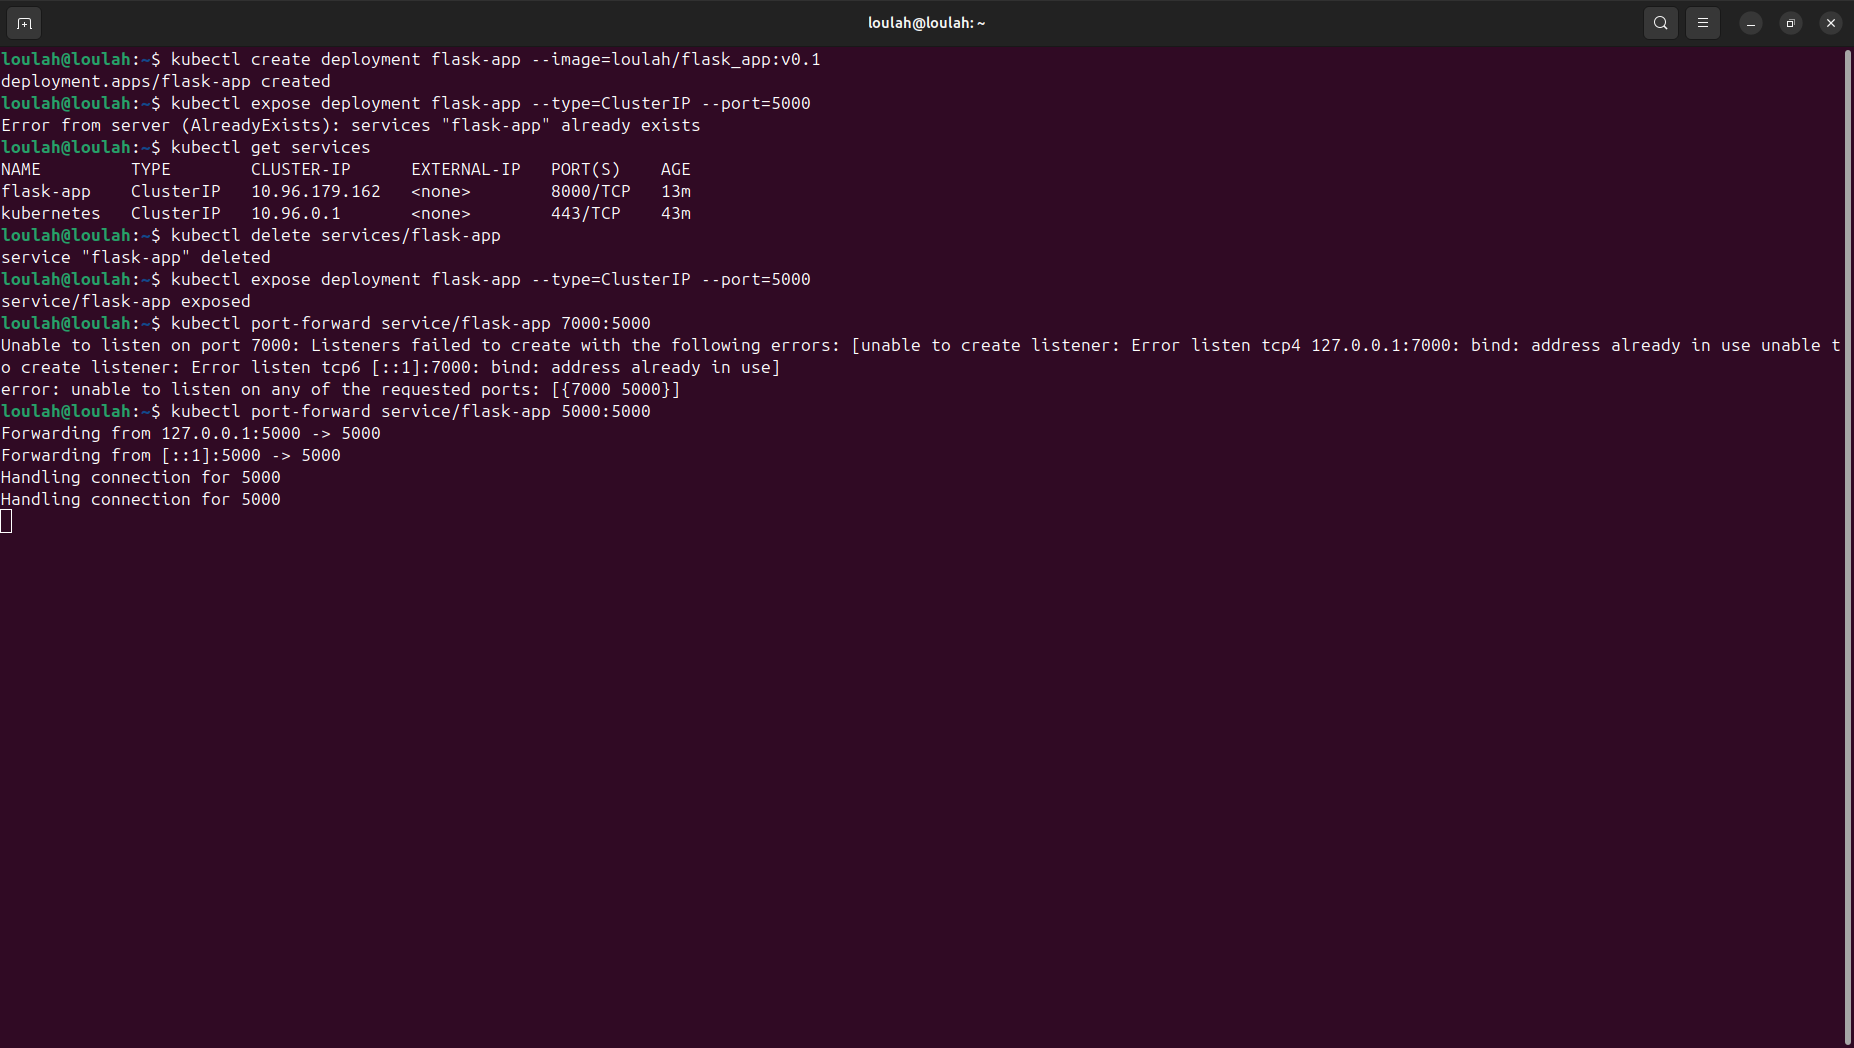 loulah@loulah: ~
loulah@loulah:~$ kubectl create deployment flask-app --image=loulah/flask_app:v0.1
deployment.apps/flask-app created
loulah@loulah:~$ kubectl expose deployment flask-app --type=ClusterIP --port=5000
Error from server (AlreadyExists): services "flask-app" already exists
loulah@loulah:~$ kubectl get services
NAME         TYPE        CLUSTER-IP      EXTERNAL-IP   PORT(S)    AGE
flask-app    ClusterIP   10.96.179.162   <none>        8000/TCP   13m
kubernetes   ClusterIP   10.96.0.1       <none>        443/TCP    43m
loulah@loulah:~$ kubectl delete services/flask-app
service "flask-app" deleted
loulah@loulah:~$ kubectl expose deployment flask-app --type=ClusterIP --port=5000
service/flask-app exposed
loulah@loulah:~$ kubectl port-forward service/flask-app 7000:5000
Unable to listen on port 7000: Listeners failed to create with the following errors: [unable to create listener: Error listen tcp4 127.0.0.1:7000: bind: address already in use unable t
o create listener: Error listen tcp6 [::1]:7000: bind: address already in use]
error: unable to listen on any of the requested ports: [{7000 5000}]
loulah@loulah:~$ kubectl port-forward service/flask-app 5000:5000
Forwarding from 127.0.0.1:5000 -> 5000
Forwarding from [::1]:5000 -> 5000
Handling connection for 5000
Handling connection for 5000